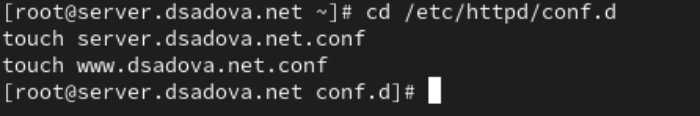 [root@server.dsadova.net ~]# cd /etc/httpd/conf.d
touch server.dsadova.net.conf
touch www.dsadova.net.conf
[root@server.dsadova.net conf.d]#